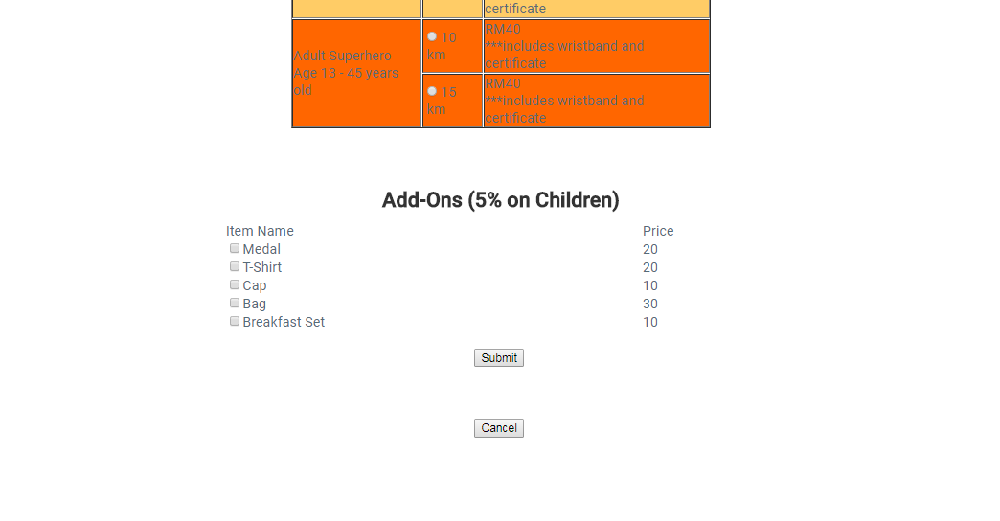 certificate
Adult Superhero
Age 13 - 45 years
old
10
km
RM40
***includes wristband and
certificate
15
km
RM40
***includes wristband and
certificate
Add-Ons (5% on Children)
Item Name Price
Medal 20
T-Shirt 20
Cap 10
Bag 30
Breakfast Set 10
Submit
Cancel